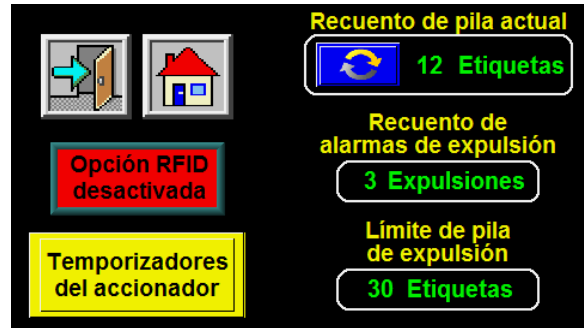 Recuento de pila actual
12 Etiquetas
Recuento de
alarmas de expulsión
3 Expulsiones
Opción RFID
desactivada
Límite de pila
de expulsión
30 Etiquetas
Temporizadores
del accionador